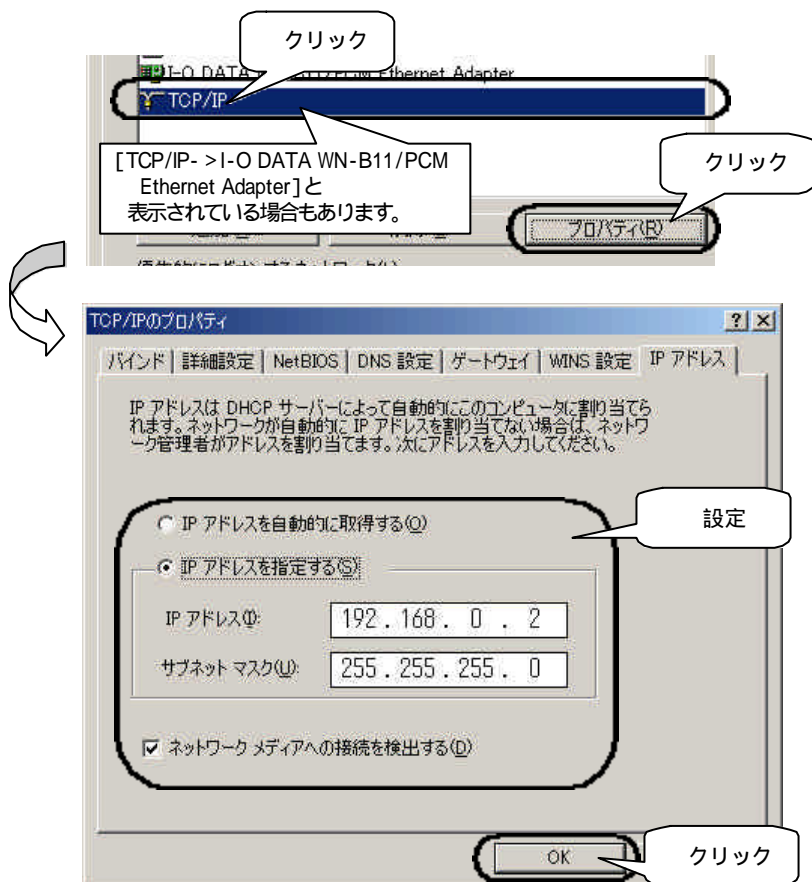 クリック
I-O DATA Ethernet Adapter
TCP/IP
[TCP/IP->I-O DATA WN-B11/PCM
Ethernet Adapter]と
表示されている場合もあります。
クリック
プロパティ(R)
TCP/IPのプロパティ
バインド 詳細設定 NetBIOS DNS 設定 ゲートウェイ WINS 設定 IP アドレス
IP アドレスは DHCP サーバーによって自動的にこのコンピュータに割り当てら
れます。ネットワークが自動的に IP アドレスを割り当てない場合は、ネットワ
ーク管理者がアドレスを割り当てます。次にアドレスを入力してください。
設定
IP アドレスを自動的に取得する(O)
IP アドレスを指定する(S)
IP アドレス(I): 192 . 168 . 0 . 2
サブネット マスク(U): 255 . 255 . 255 . 0
ネットワーク メディアへの接続を検出する(D)
OK
クリック